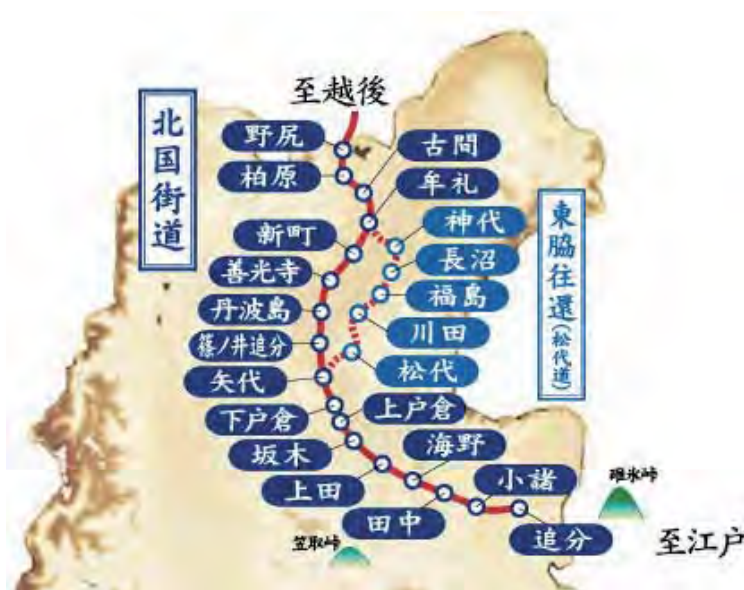 至越後
北国街道
野尻
古間
柏原
牟礼
神代
東脇往還(松代道)
新町
長沼
善光寺
福島
丹波島
川田
篠ノ井追分
松代
矢代
下戸倉
上戸倉
坂木
海野
上田
小諸
碓氷峠
田中
追分
至江戸
笠取峠